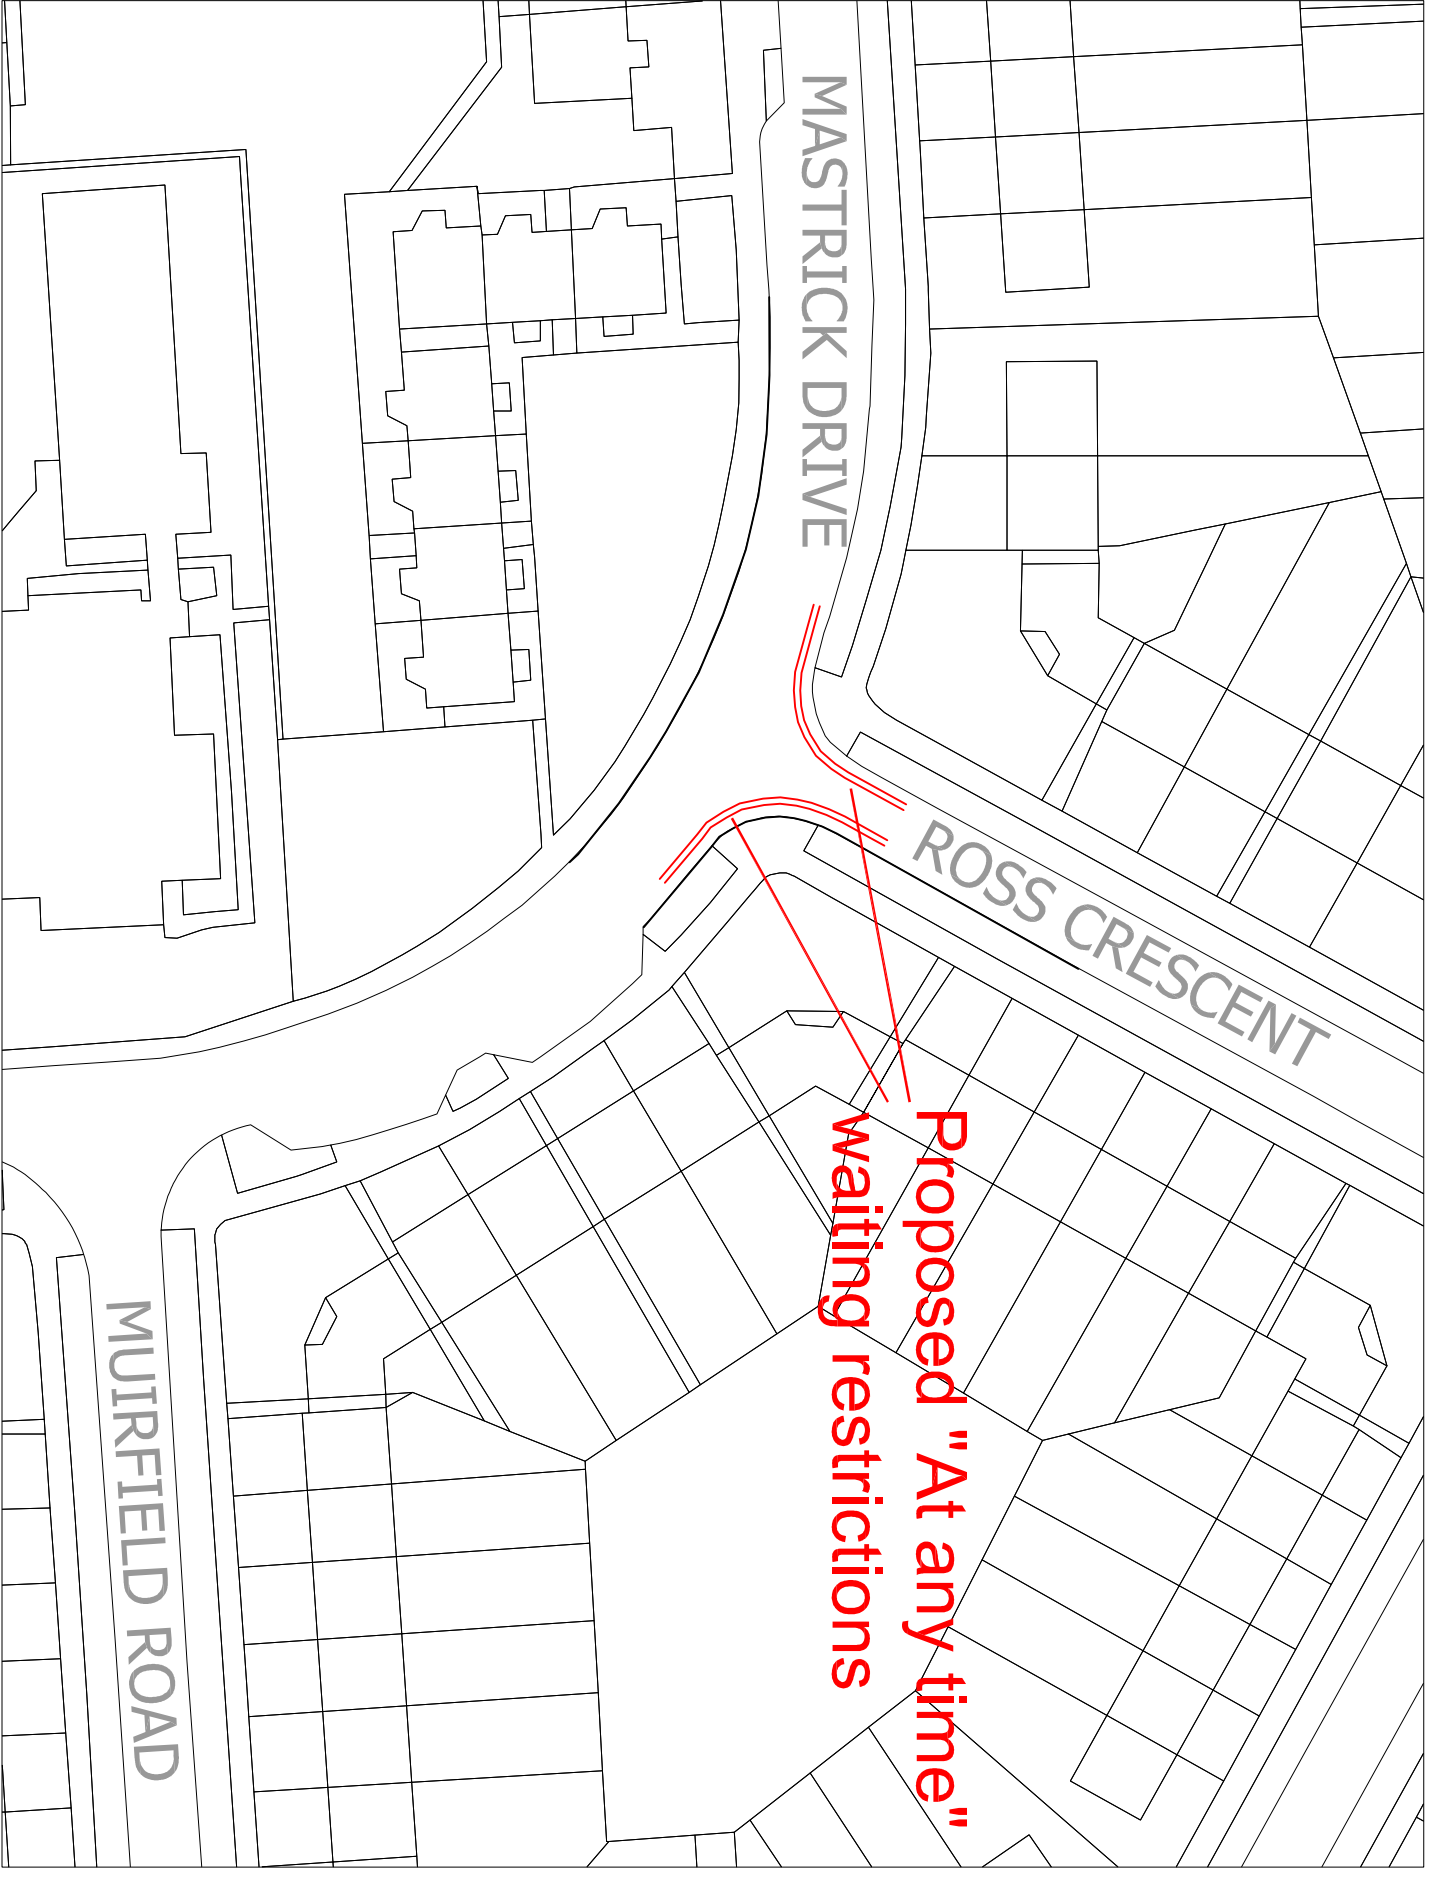 MASTRICK DRIVE
ROSS CRESCENT
Proposed "At any time"
waiting restrictions
MUIRFIELD ROAD